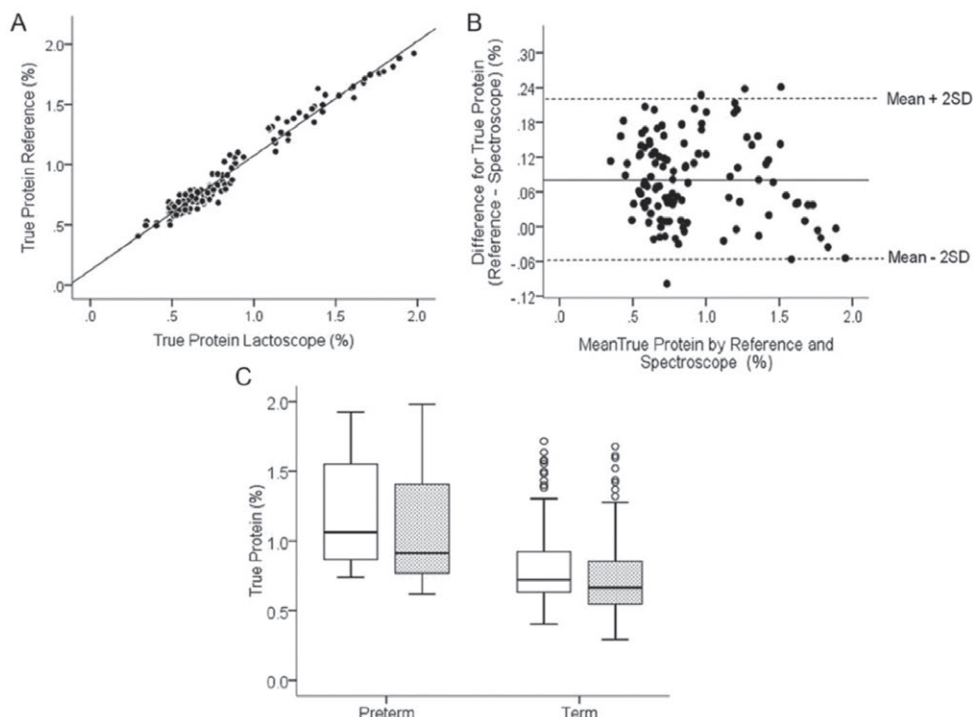 A
True Protein Reference (%)
2.0
1.5
1.0
.5
.0
.0 .5 1.0 1.5 2.0
True Protein Lactoscope (%)
B
Difference for True Protein
(Reference - Spectroscope) (%)
.30
.24
.18
.12
.06
.00
-.06
-.12
Mean + 2SD
Mean - 2SD
.0 .5 1.0 1.5 2.0
MeanTrue Protein by Reference and
Spectroscope (%)
C
True Protein (%)
2.0
1.5
1.0
0.5
0.0
Preterm Term